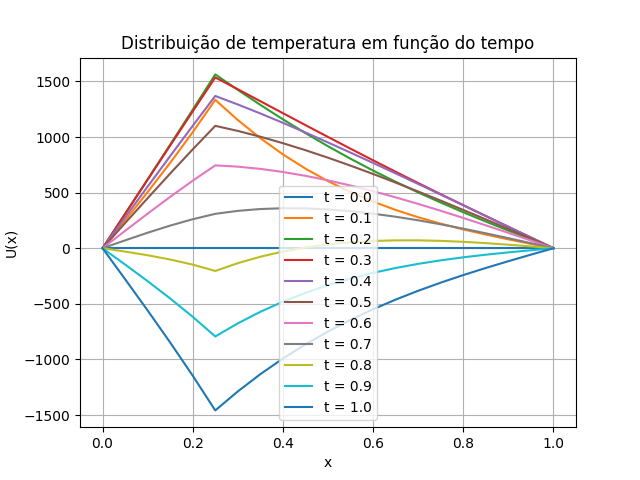 Distribuição de temperatura em função do tempo
U(x)
1500
1000
500
0
−500
−1000
−1500
t = 0.0
t = 0.1
t = 0.2
t = 0.3
t = 0.4
t = 0.5
t = 0.6
t = 0.7
t = 0.8
t = 0.9
t = 1.0
0.0 0.2 0.4 0.6 0.8 1.0
x